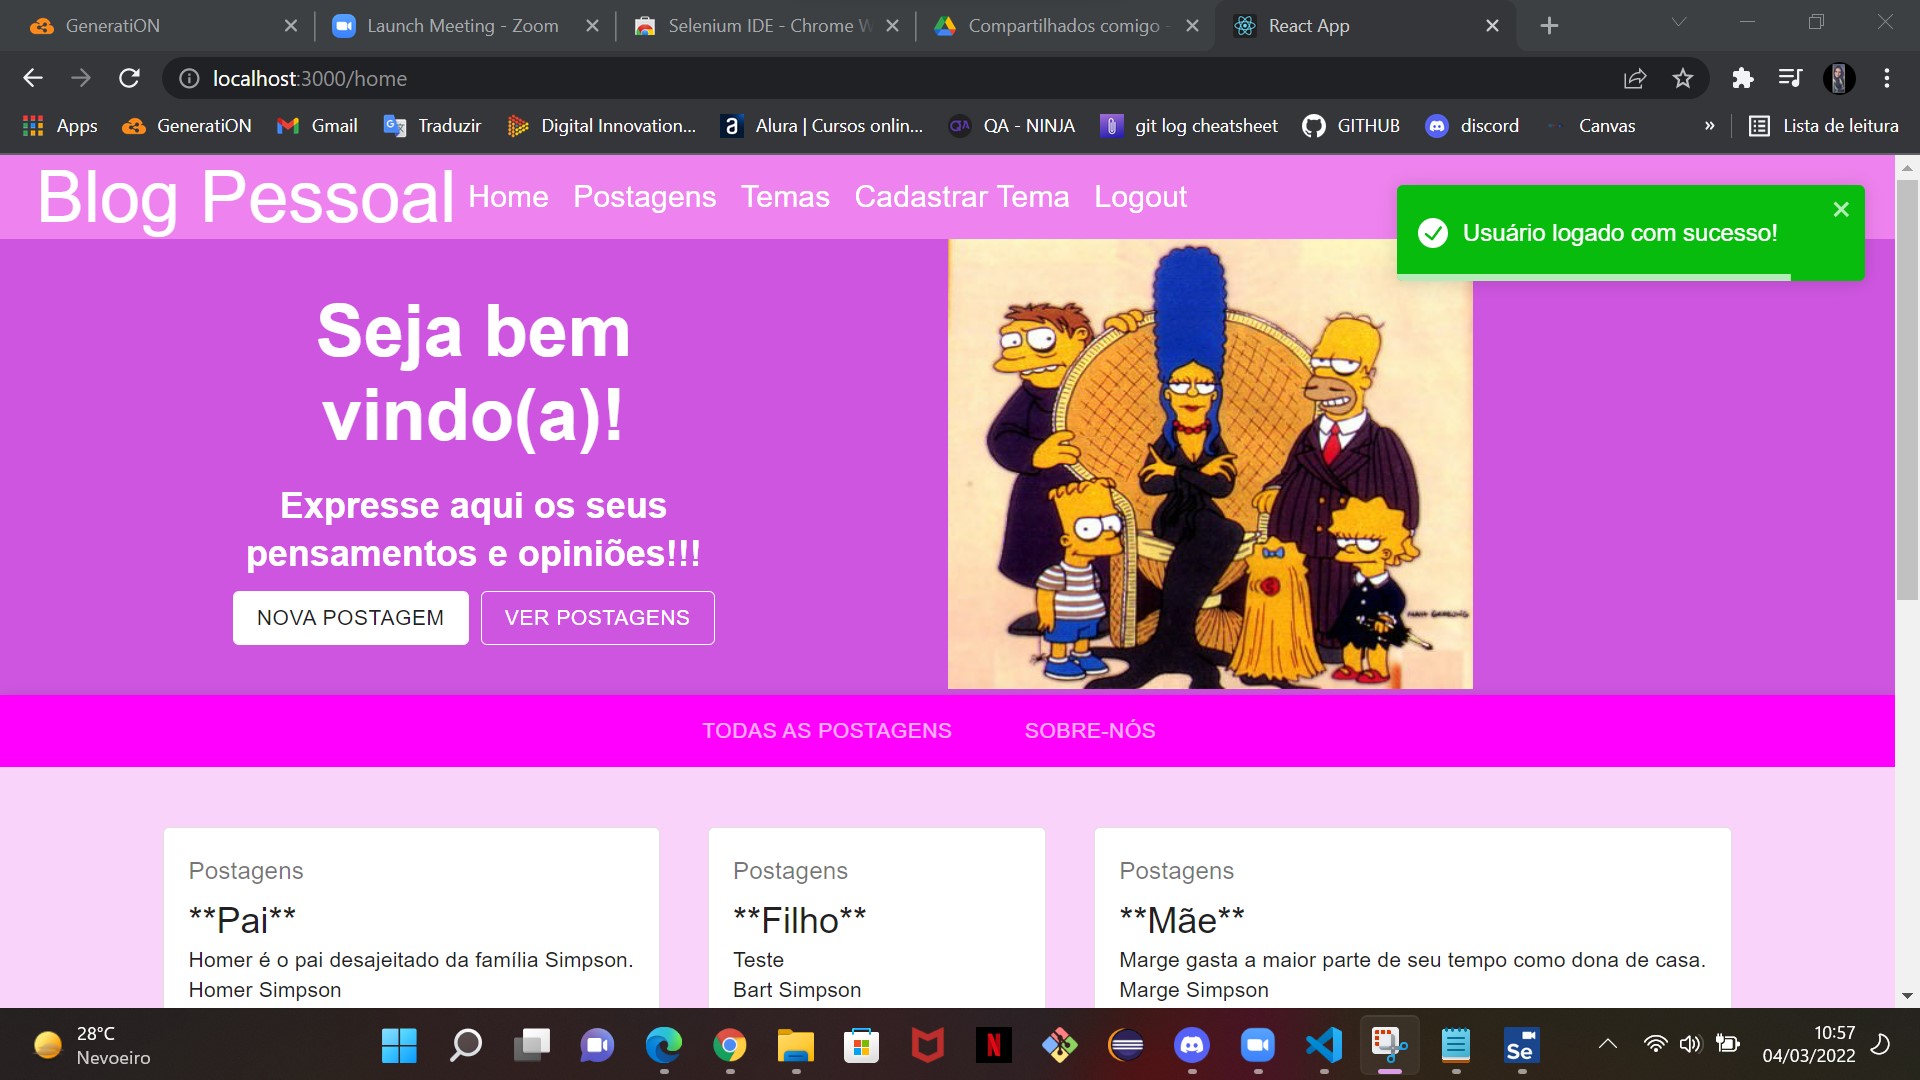 GeneratiON
Launch Meeting - Zoom
Selenium IDE - Chrome W
Compartilhados comigo -
React App
localhost:3000/home
Apps
GeneratiON
Gmail
Traduzir
Digital Innovation...
Alura | Cursos onlin...
QA - NINJA
git log cheatsheet
GITHUB
discord
Canvas
»
Lista de leitura
Blog Pessoal
Home
Postagens
Temas
Cadastrar Tema
Logout
Usuário logado com sucesso!
Seja bem
vindo(a)!
Expresse aqui os seus
pensamentos e opiniões!!!
NOVA POSTAGEM
VER POSTAGENS
TODAS AS POSTAGENS
SOBRE-NÓS
Postagens
**Pai**
Homer é o pai desajeitado da família Simpson.
Homer Simpson
Postagens
**Filho**
Teste
Bart Simpson
Postagens
**Mãe**
Marge gasta a maior parte de seu tempo como dona de casa.
Marge Simpson
28°C
Nevoeiro
10:57
04/03/2022